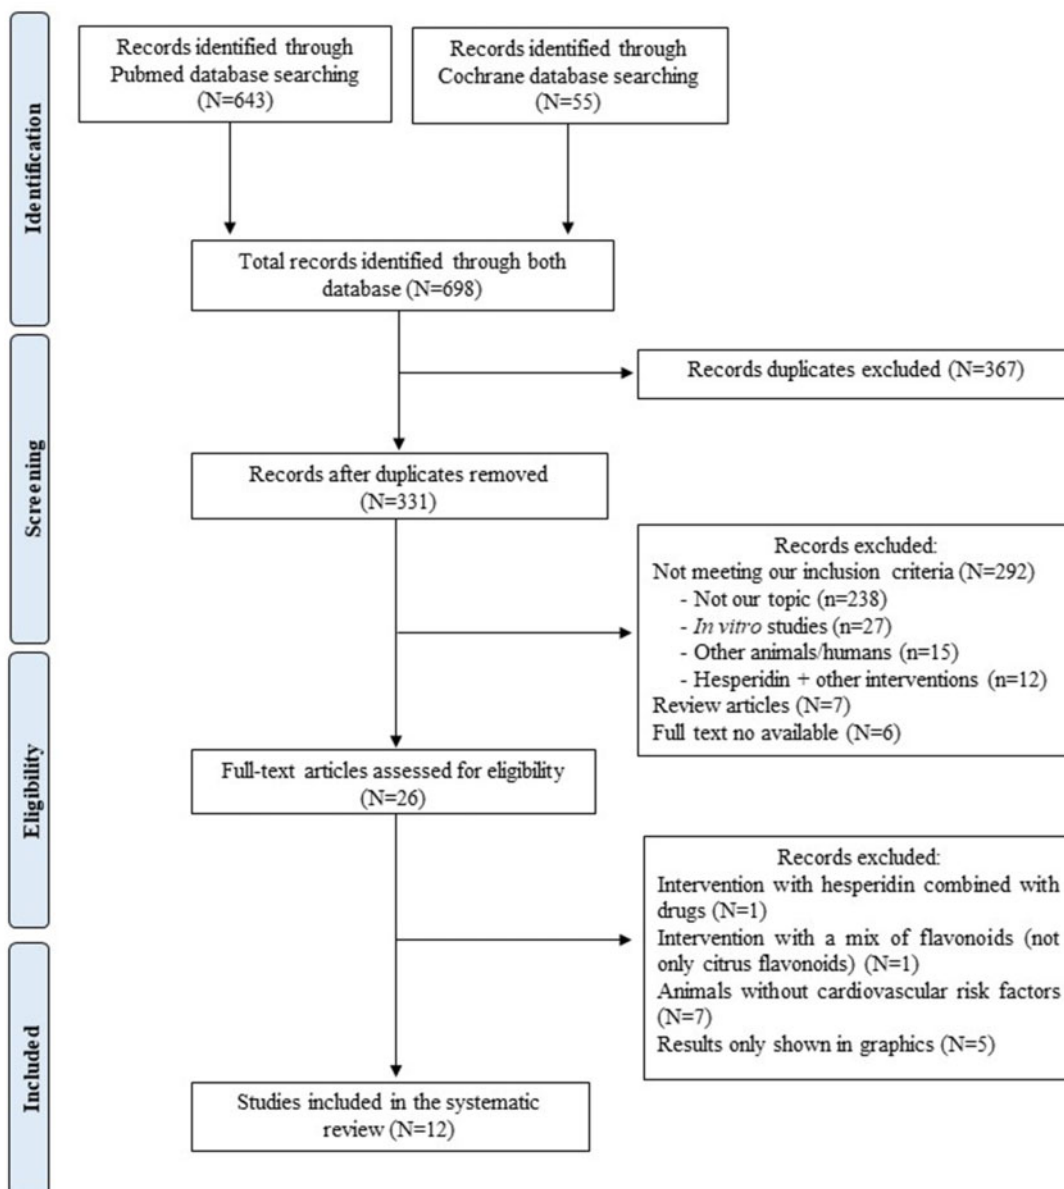 Identification
Records identified through
Pubmed database searching
(N=643)
Records identified through
Cochrane database searching
(N=55)
Total records identified through both
database (N=698)
Screening
Records duplicates excluded (N=367)
Records after duplicates removed
(N=331)
Records excluded:
Not meeting our inclusion criteria (N=292)
- Not our topic (n=238)
- In vitro studies (n=27)
- Other animals/humans (n=15)
- Hesperidin + other interventions (n=12)
Review articles (N=7)
Full text no available (N=6)
Eligibility
Full-text articles assessed for eligibility
(N=26)
Records excluded:
Intervention with hesperidin combined with
drugs (N=1)
Intervention with a mix of flavonoids (not
only citrus flavonoids) (N=1)
Animals without cardiovascular risk factors
(N=7)
Results only shown in graphics (N=5)
Included
Studies included in the systematic
review (N=12)